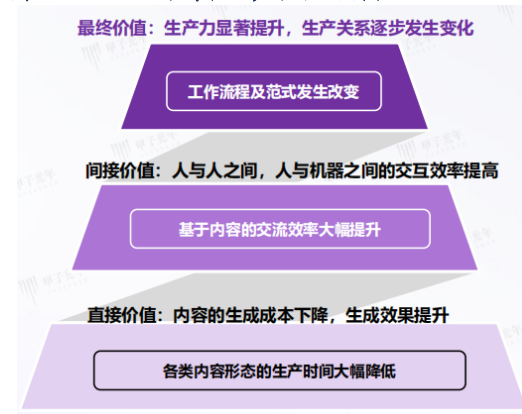 最终价值：生产力显著提升，生产关系逐步发生变化
工作流程及范式发生改变
间接价值：人与人之间，人与机器之间的交互效率提高
基于内容的交流效率大幅提升
直接价值：内容的生成成本下降，生成效果提升
各类内容形态的生产时间大幅降低